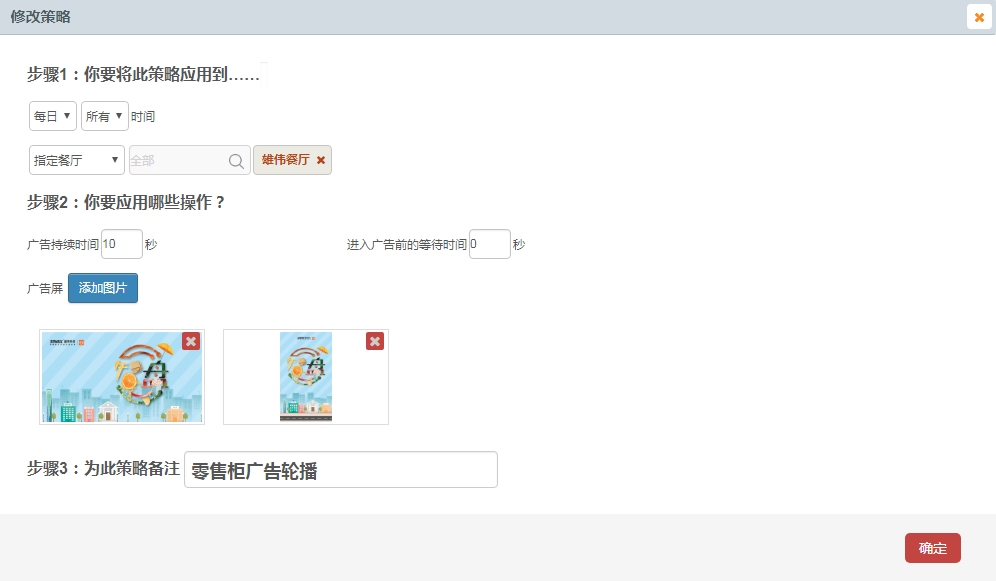 修改策略
步骤1：你要将此策略应用到……
每日 所有 时间
指定餐厅 全部 雄伟餐厅
步骤2：你要应用哪些操作？
广告持续时间 10 秒 进入广告前的等待时间 0 秒
广告屏 添加图片
步骤3：为此策略备注 零售柜广告轮播
确定